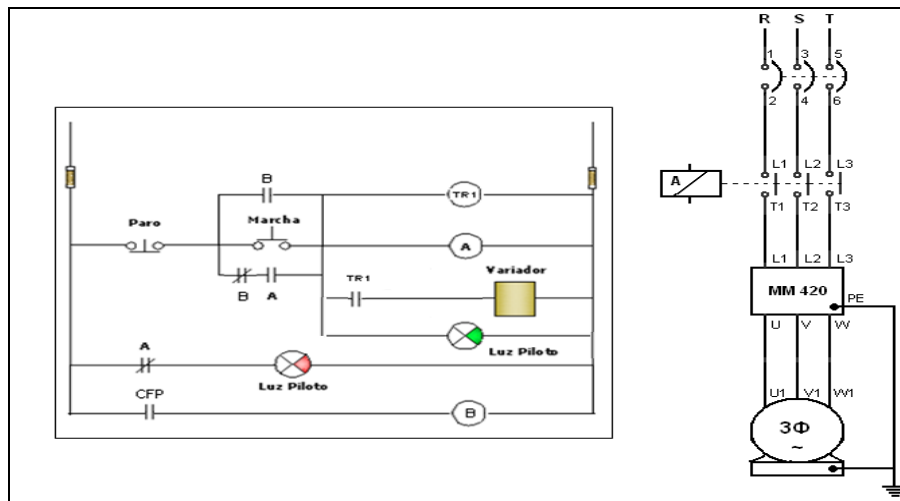 B
TR1
Paro
Marcha
A
B A
TR1
Variador
Luz Piloto
A
Luz Piloto
CFP
B
R S T
1 3 5
2 4 6
A
L1 L2 L3
T1 T2 T3
L1 L2 L3
MM 420
PE
U V W
U1 V1 W1
3Φ
~